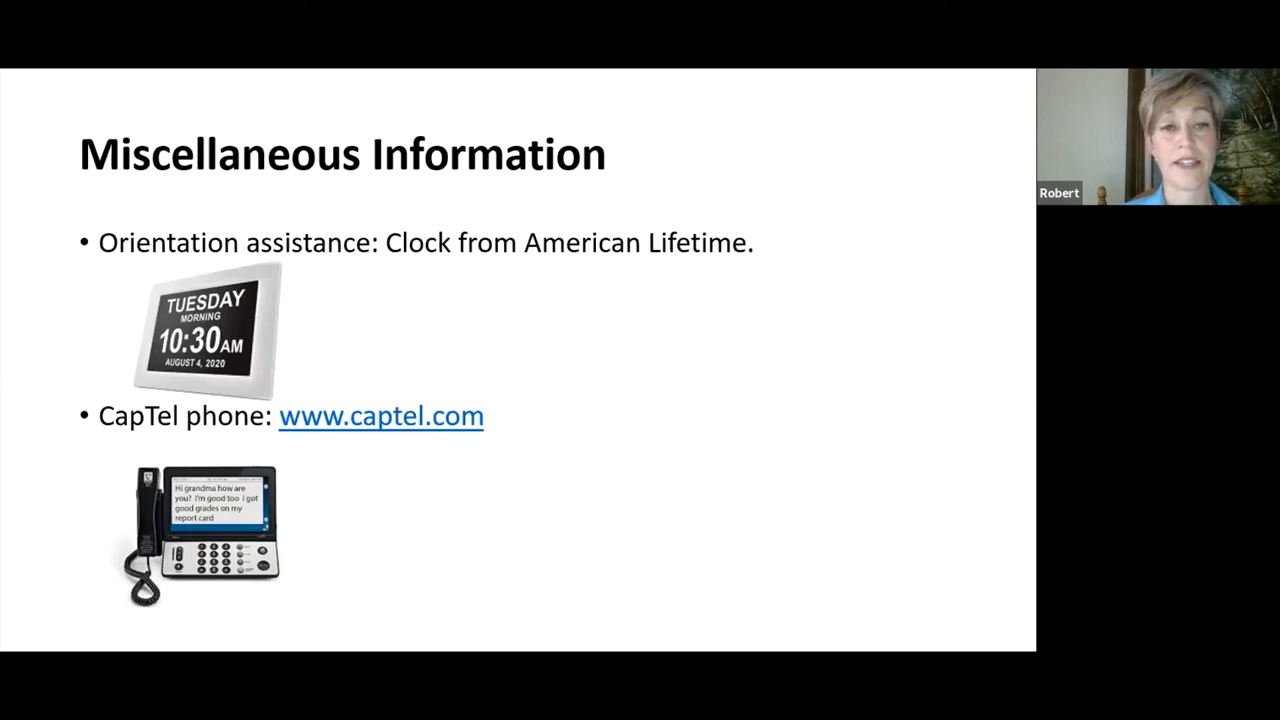 Miscellaneous Information
• Orientation assistance: Clock from American Lifetime.
TUESDAY
MORNING
10:30AM
AUGUST 4, 2020
• CapTel phone: www.captel.com
Hi grandma how are
you? I'm good too I got
good grades on my
report card
Robert